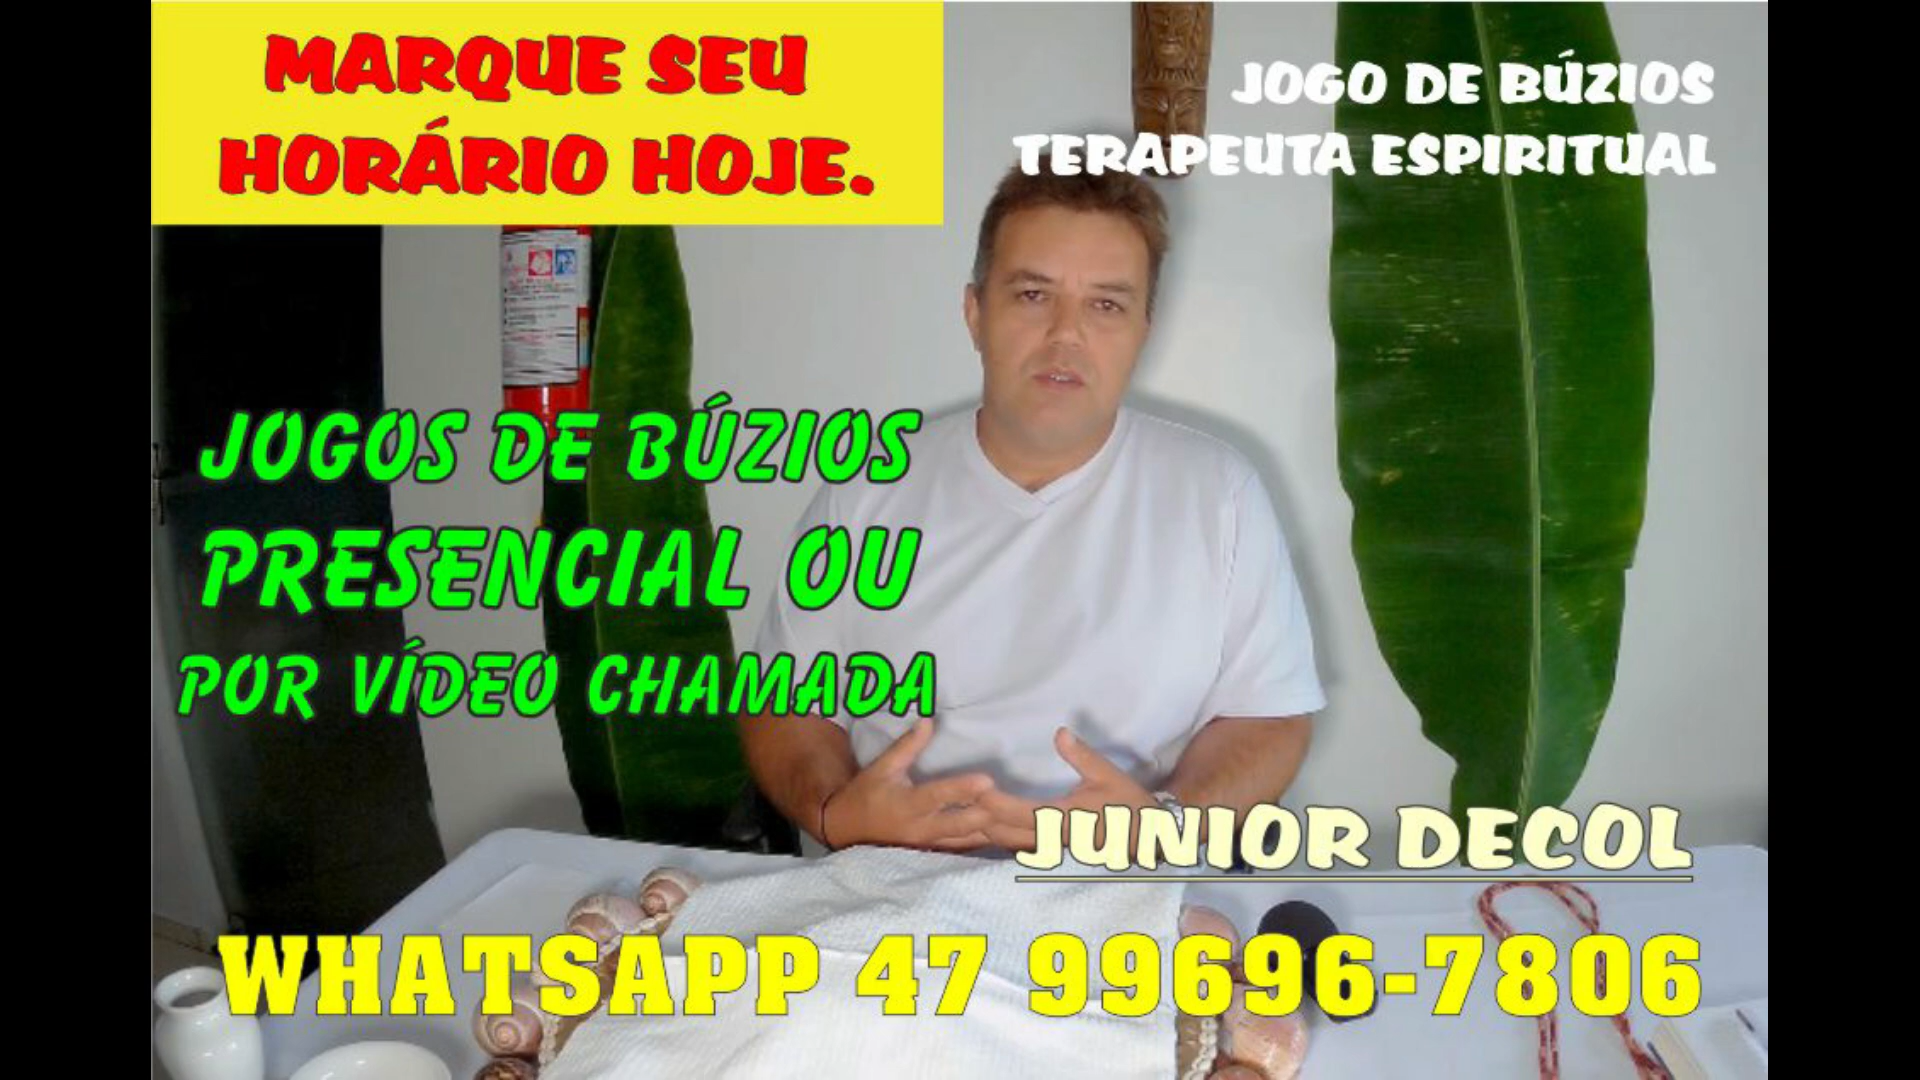 MARQUE SEU
HORÁRIO HOJE.
JOGO DE BÚZIOS
TERAPEUTA ESPIRITUAL
JOGOS DE BÚZIOS
PRESENCIAL OU
POR VÍDEO CHAMADA
JUNIOR DECOL
WHATSAPP 47 99696-7806